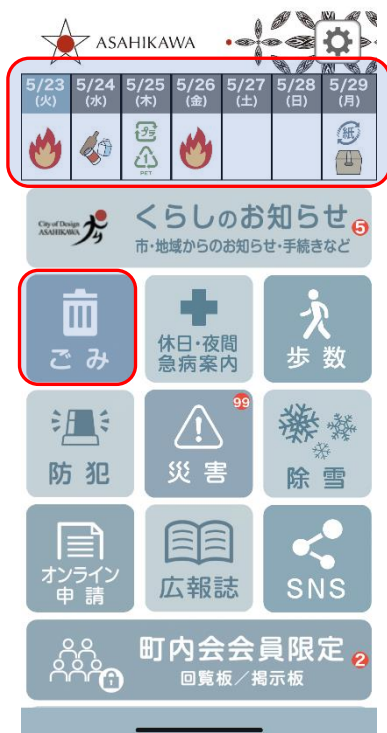 ASAHIKAWA
5/23 5/24 5/25 5/26 5/27 5/28 5/29
(火) (水) (木) (金) (土) (日) (月)
プラ 紙
1
PET
City of Design
ASAHIKAWA
くらしのお知らせ 5
市・地域からのお知らせ・手続きなど
ごみ
休日・夜間
急病案内
歩数
防犯
99
災害
除雪
オンライン
申請
広報誌
SNS
町内会会員限定 2
回覧板/掲示板